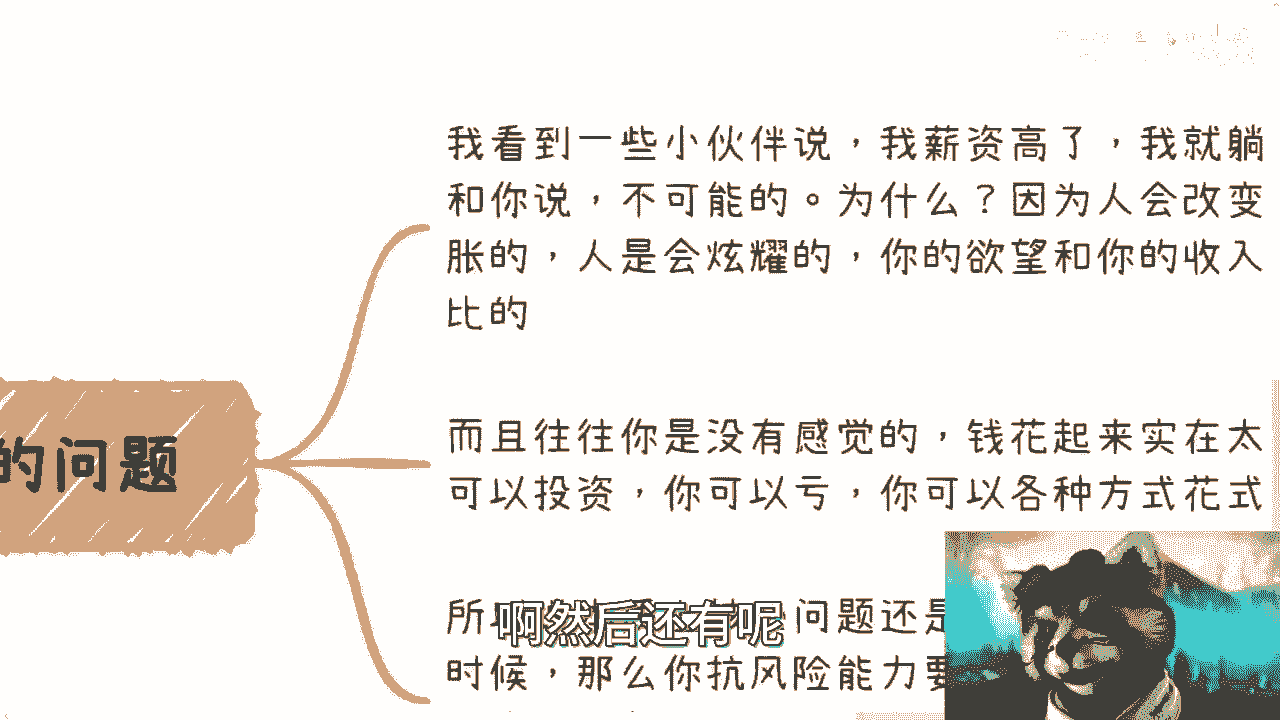 我看到一些小伙伴说，我薪资高了，我就躺
和你说，不可能的。为什么？因为人会改变
胀的，人是会炫耀的，你的欲望和你的收入
比的
的问题
而且往往你是没有感觉的，钱花起来实在太
可以投资，你可以亏，你可以各种方式花式
所
问题还是
啊然后还有呢
时候，那么你抗风险能力要